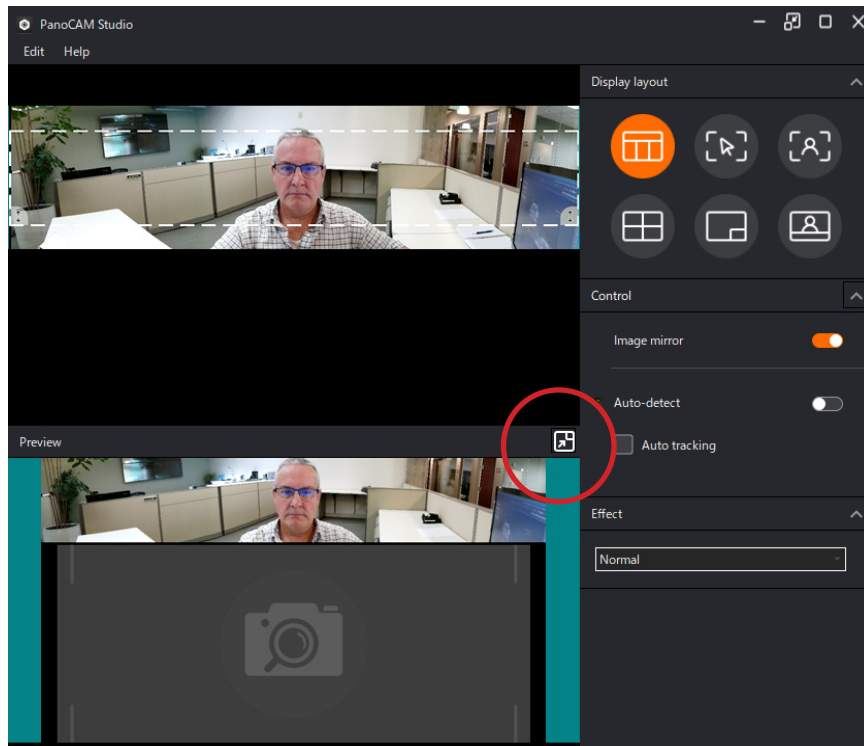 PanoCAM Studio
Edit Help
Display layout
Control
Image mirror
Auto-detect
Preview
Auto tracking
Effect
Normal